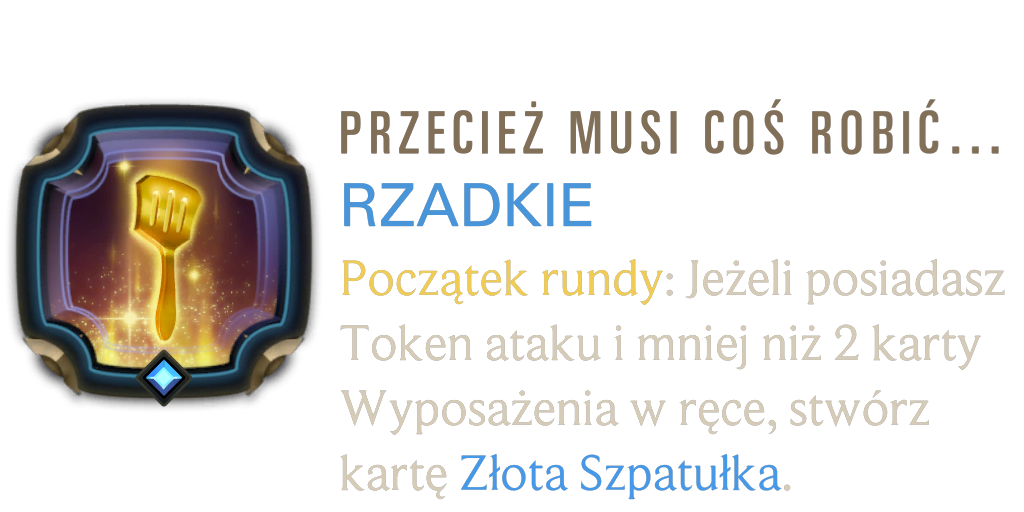 PRZECIEŻ MUSI COŚ ROBIĆ...
RZADKIE
Początek rundy: Jeżeli posiadasz
Token ataku i mniej niż 2 karty
Wyposażenia w ręce, stwórz
kartę Złota Szpatułka.